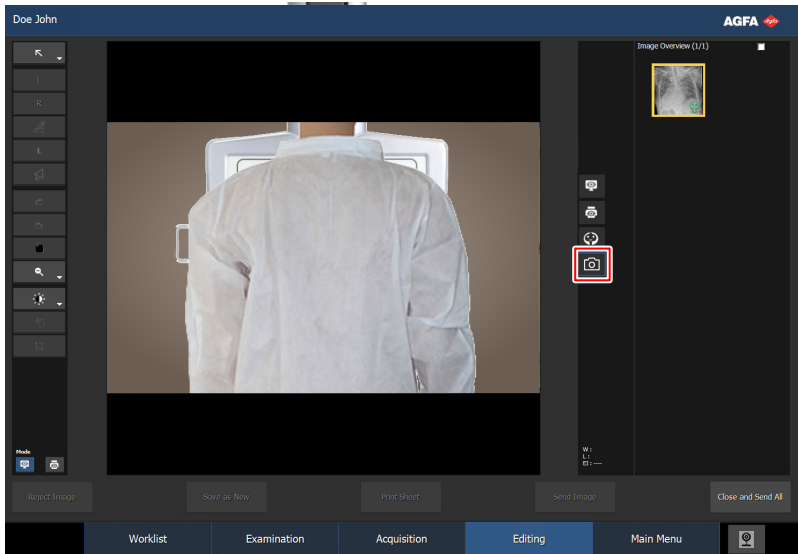 Doe John
AGFA
Image Overview (1/1)
R
L
Mode
W :
L :
EI : ----
Reject Image
Save as New
Print Sheet
Send Image
Close and Send All
Worklist
Examination
Acquisition
Editing
Main Menu